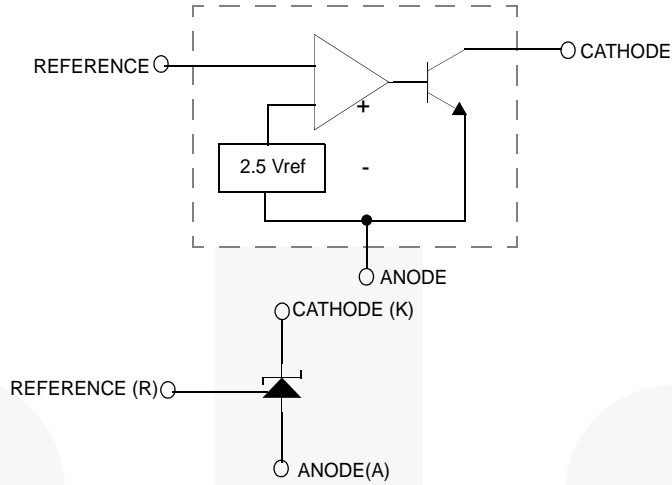 REFERENCE
CATHODE
+
2.5 Vref
-
ANODE
CATHODE (K)
REFERENCE (R)
ANODE(A)